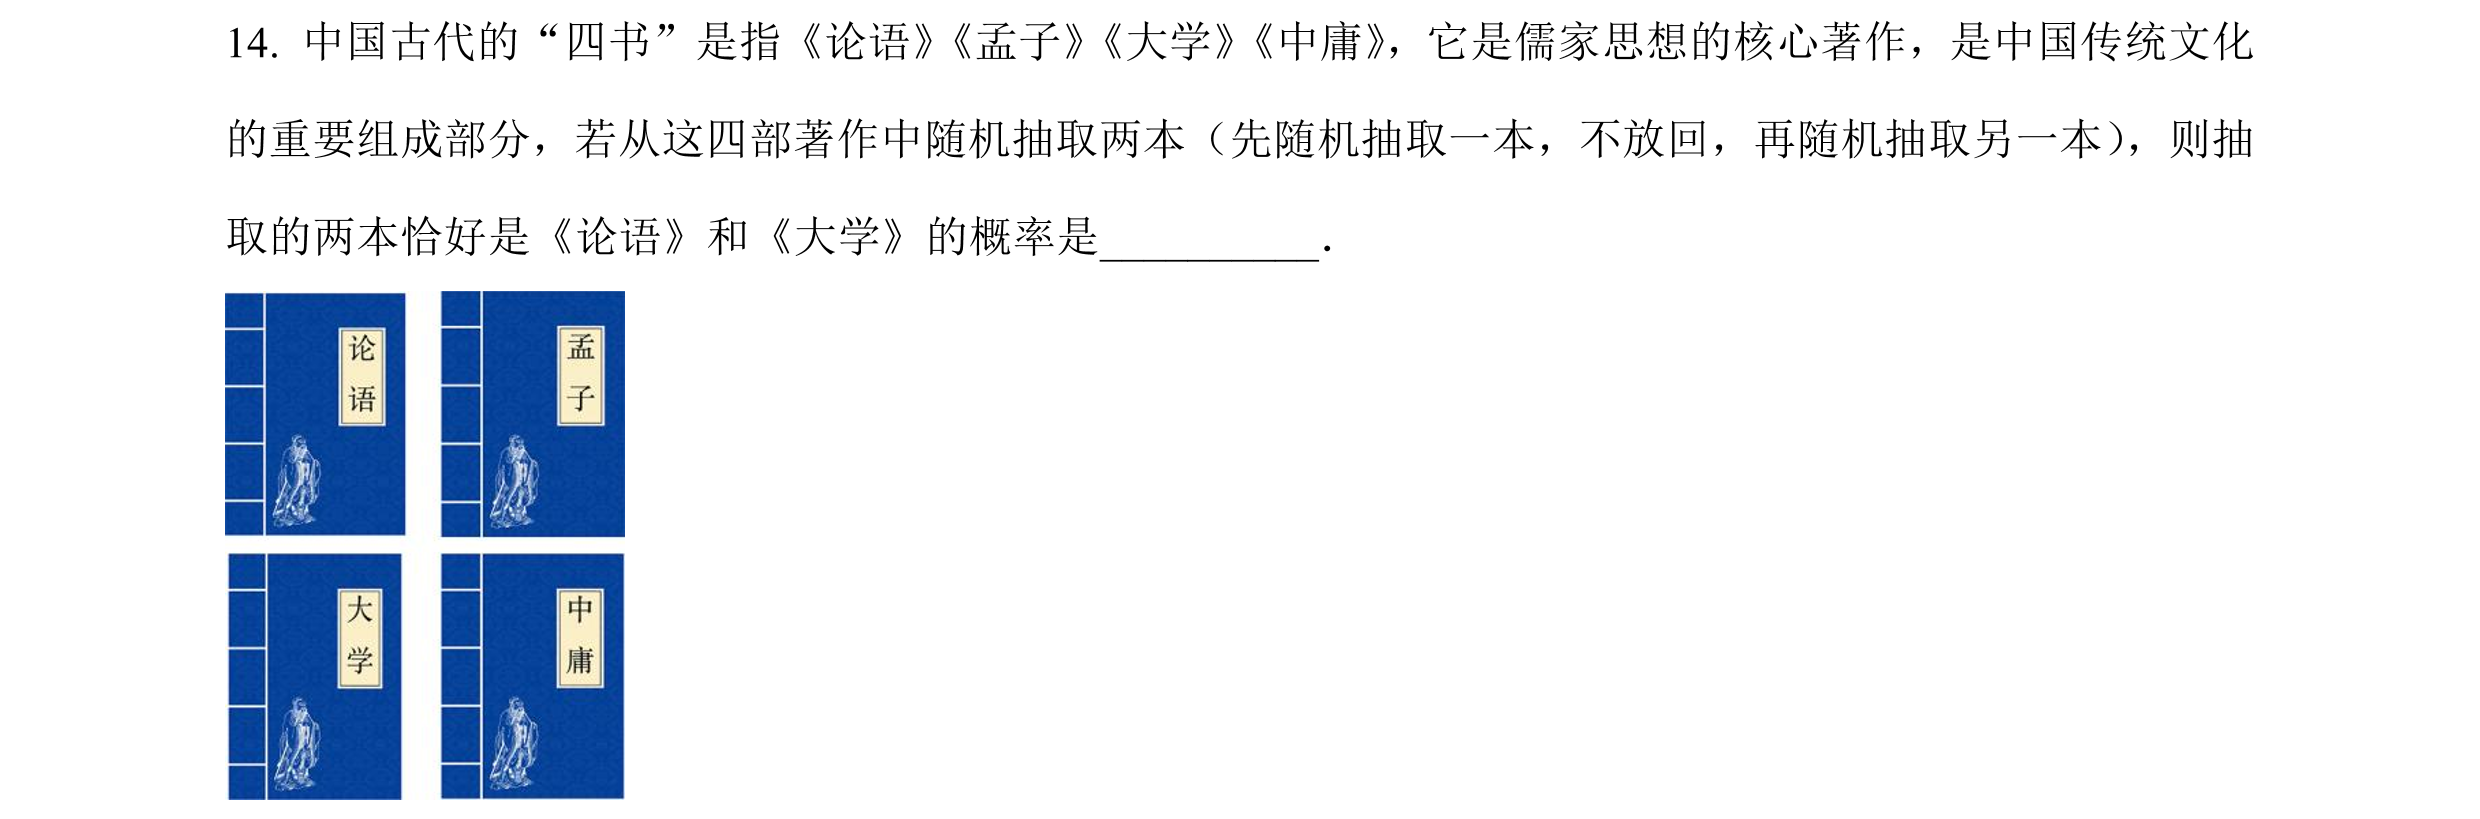 14. 中国古代的“四书”是指《论语》《孟子》《大学》《中庸》，它是儒家思想的核心著作，是中国传统文化
的重要组成部分，若从这四部著作中随机抽取两本（先随机抽取一本，不放回，再随机抽取另一本），则抽
取的两本恰好是《论语》和《大学》的概率是__________．
论语
孟子
大学
中庸